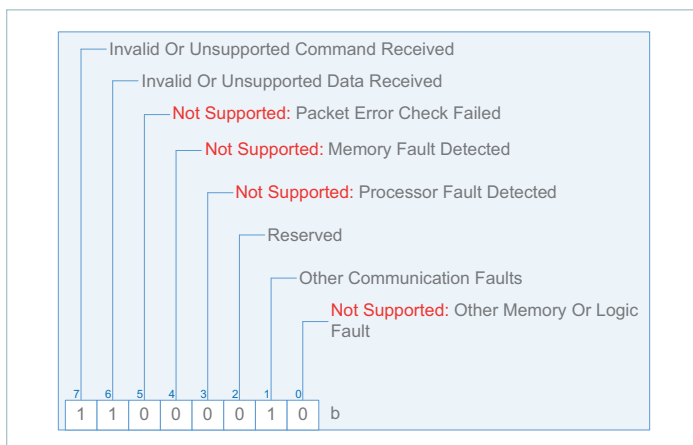 Invalid Or Unsupported Command Received
Invalid Or Unsupported Data Received
Not Supported: Packet Error Check Failed
Not Supported: Memory Fault Detected
Not Supported: Processor Fault Detected
Reserved
Other Communication Faults
Not Supported: Other Memory Or Logic
Fault
7 6 5 4 3 2 1 0
1 1 0 0 0 0 1 0 b